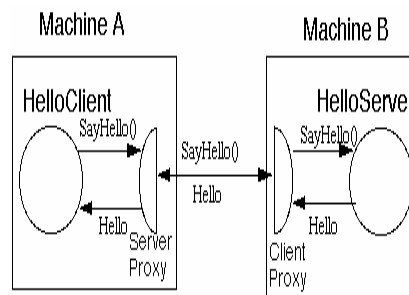 Machine A
Machine B
HelloClient
HelloServe
SayHello()
SayHello()
SayHello()
Hello
Hello
Hello
Server
Proxy
Client
Proxy